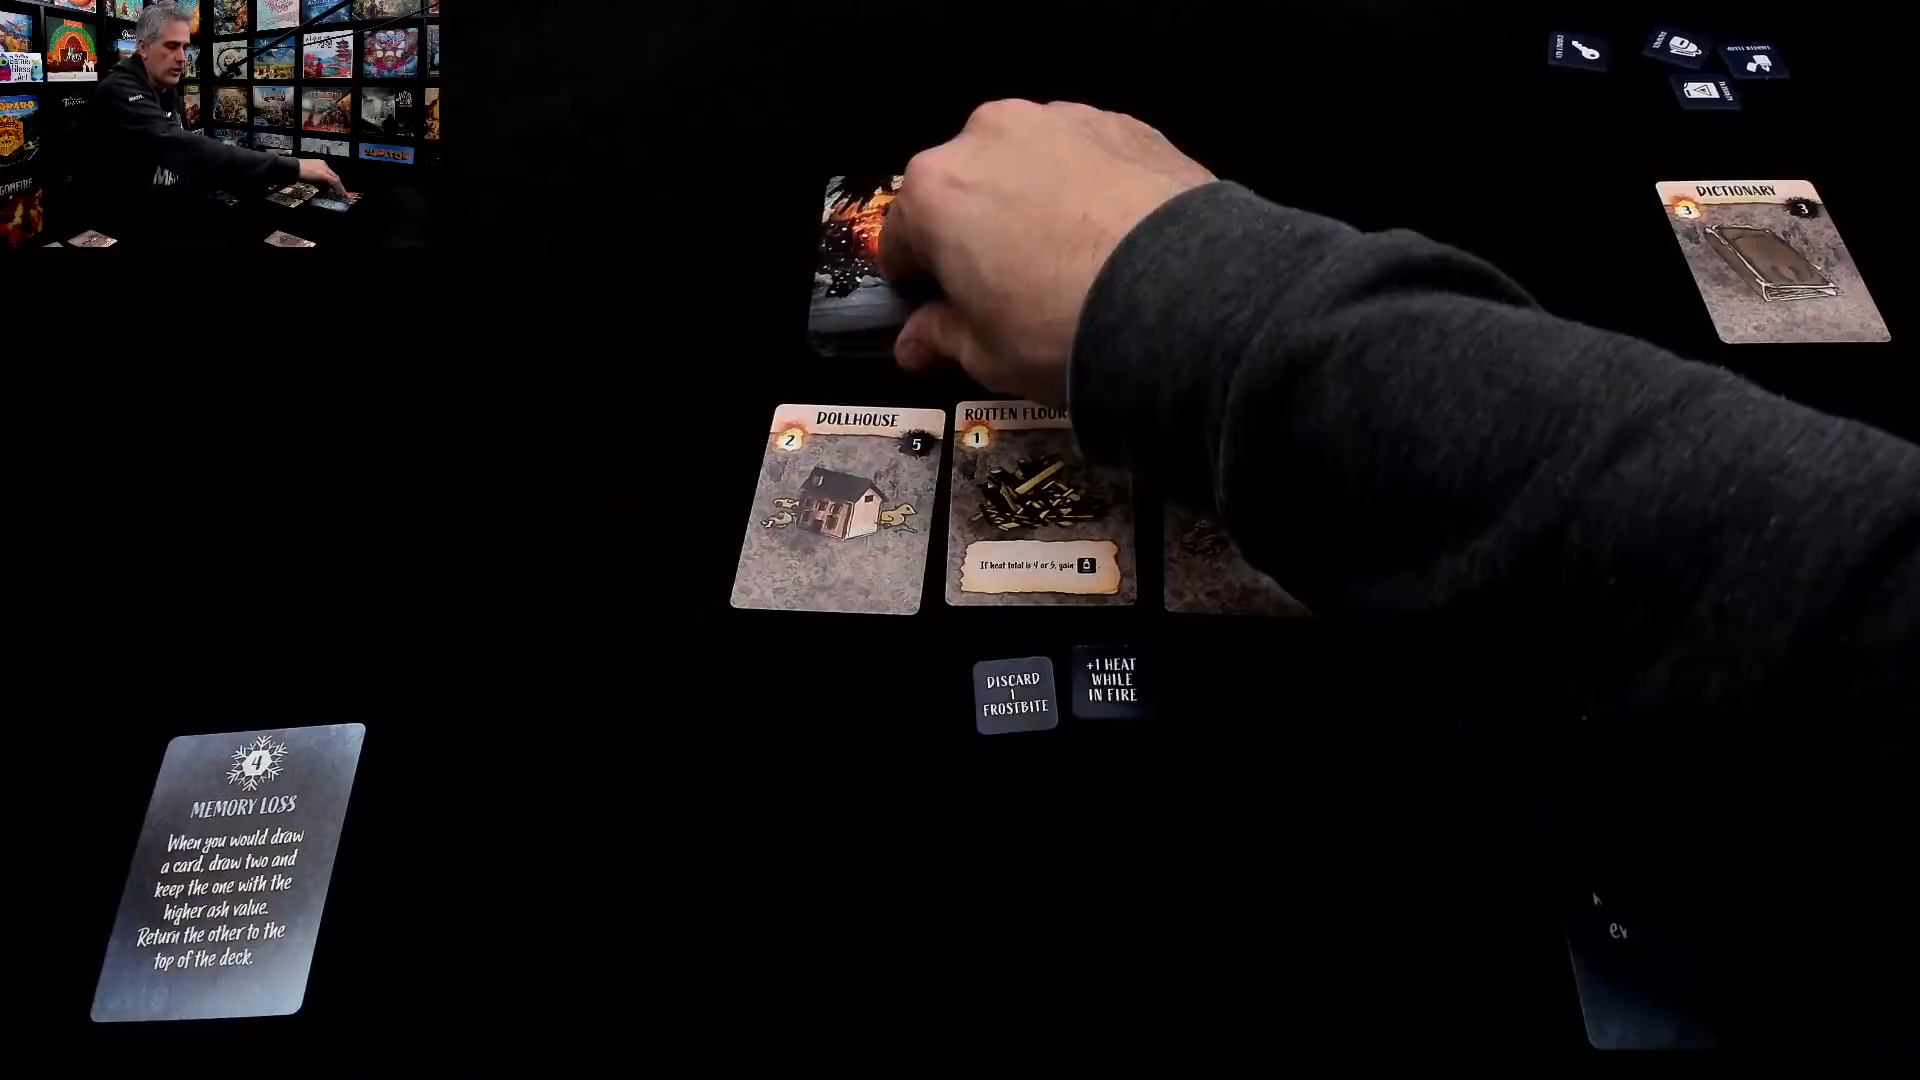 DICTIONARY
3
3
DOLLHOUSE
2
5
ROTTEN FLOOR
1
If heat total is 4 or 5, gain
DISCARD
1
FROSTBITE
+1 HEAT
WHILE
IN FIRE
4
MEMORY LOSS
When you would draw
a card, draw two and
keep the one with the
higher ash value.
Return the other to the
top of the deck.